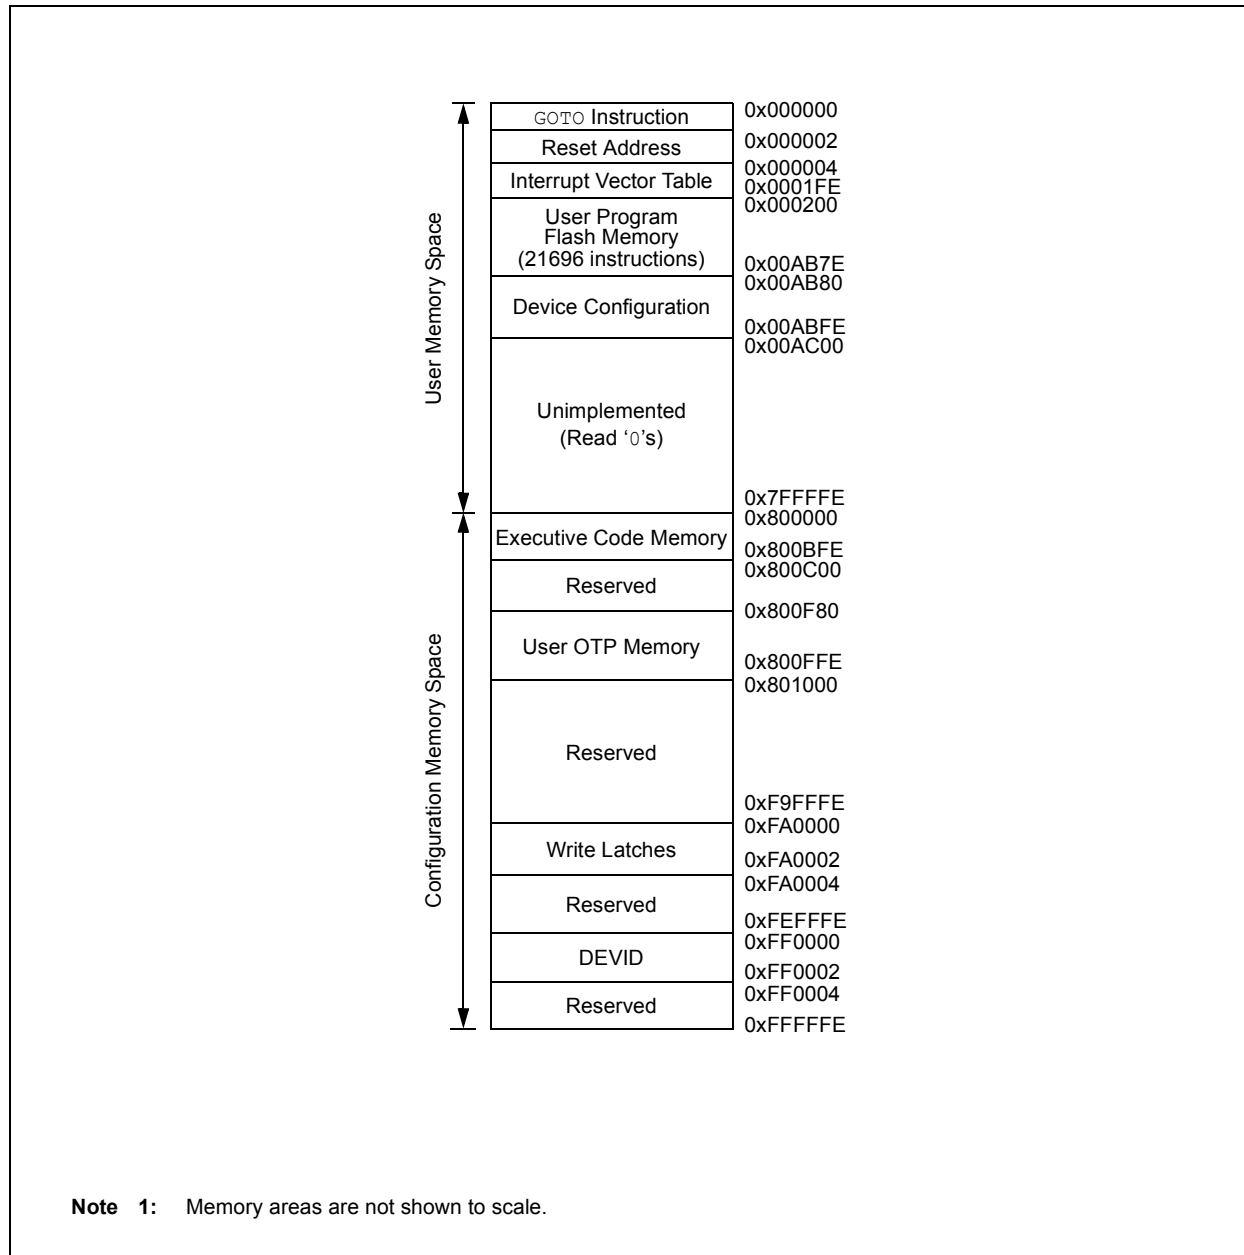 GOTO Instruction
0x000000
Reset Address
0x000002
Interrupt Vector Table
0x000004
0x0001FE
User Program
Flash Memory
(21696 instructions)
0x000200
0x00AB7E
Device Configuration
0x00AB80
0x00ABFE
Unimplemented
(Read ‘0’s)
0x00AC00
0x7FFFFE
User Memory Space
Executive Code Memory
0x800000
0x800BFE
Reserved
0x800C00
User OTP Memory
0x800F80
0x800FFE
Reserved
0x801000
0xF9FFFE
Write Latches
0xFA0000
0xFA0002
Reserved
0xFA0004
0xFEFFFE
DEVID
0xFF0000
0xFF0002
Reserved
0xFF0004
0xFFFFFE
Configuration Memory Space
Note 1: Memory areas are not shown to scale.